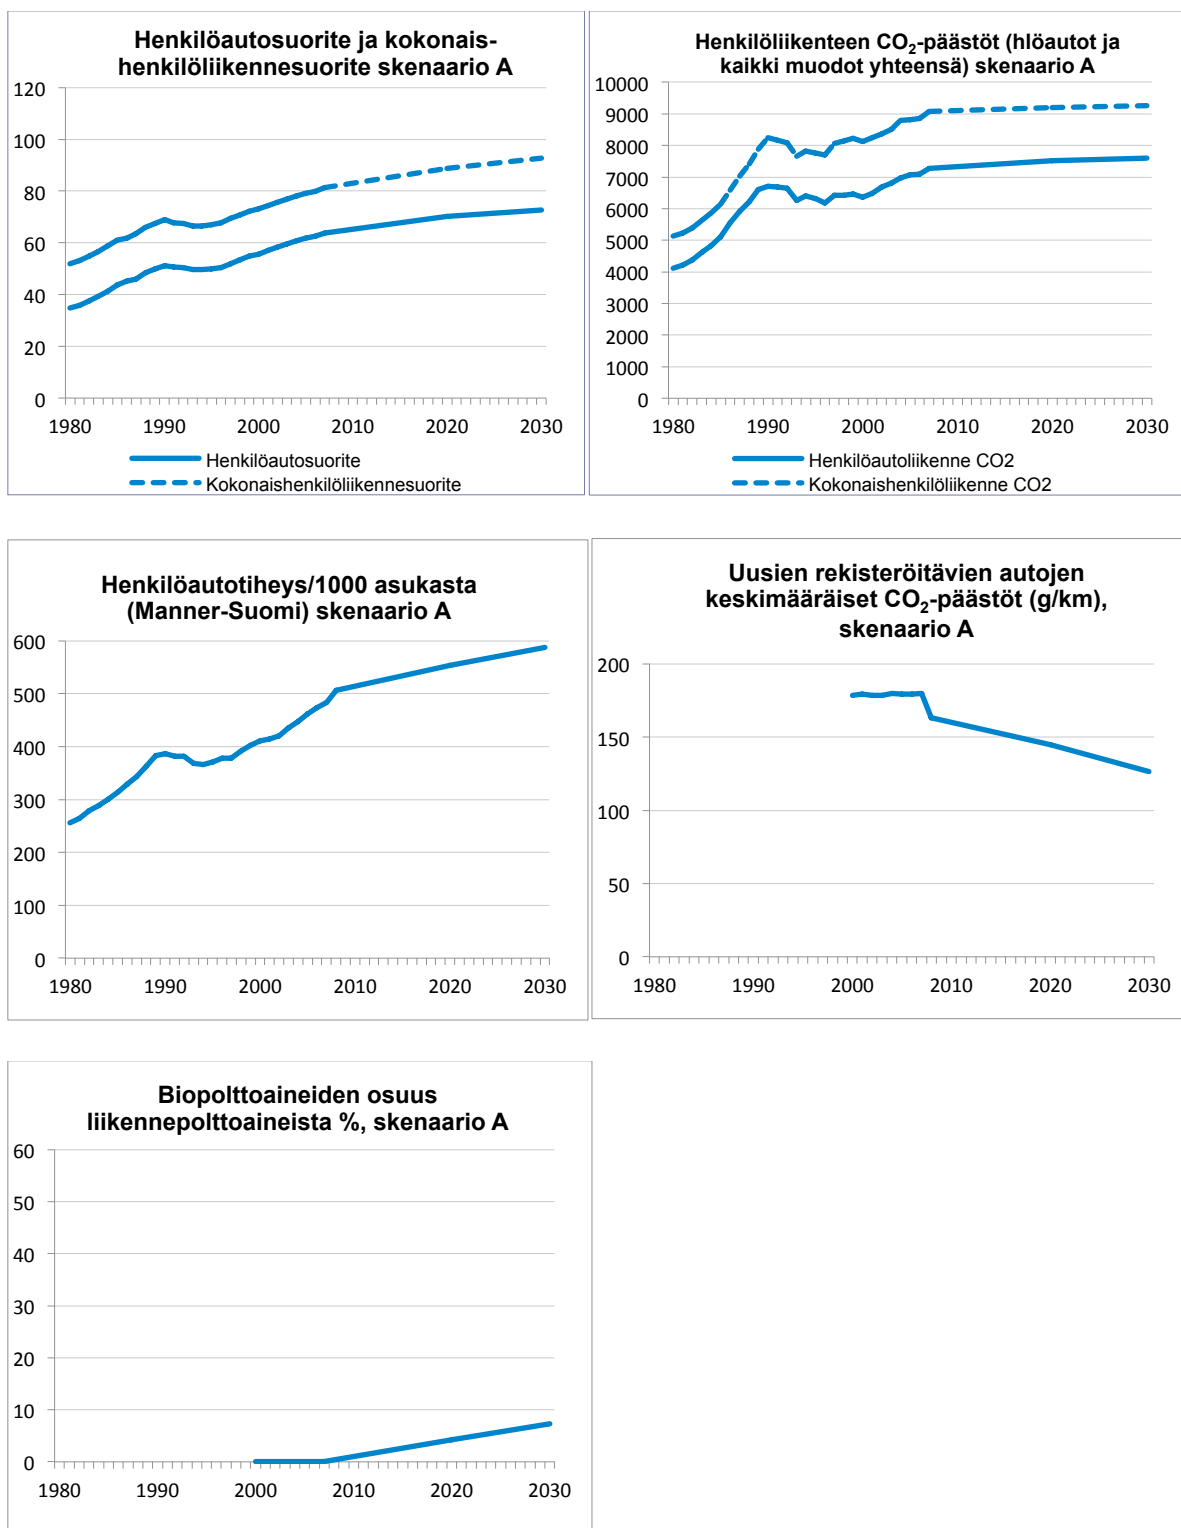 Henkilöautosuorite ja kokonais-
henkilöliikennesuorite skenaario A
120
100
80
60
40
20
0
1980 1990 2000 2010 2020 2030
Henkilöautosuorite
Kokonaishenkilöliikennesuorite
Henkilöliikenteen CO₂-päästöt (hlöautot ja
kaikki muodot yhteensä) skenaario A
10000
9000
8000
7000
6000
5000
4000
3000
2000
1000
0
1980 1990 2000 2010 2020 2030
Henkilöautoliikenne CO2
Kokonaishenkilöliikenne CO2
Henkilöautotiheys/1000 asukasta
(Manner-Suomi) skenaario A
600
500
400
300
200
100
0
1980 1990 2000 2010 2020 2030
Uusien rekisteröitävien autojen
keskimääräiset CO₂-päästöt (g/km),
skenaario A
200
150
100
50
0
1980 1990 2000 2010 2020 2030
Biopolttoaineiden osuus
liikennepolttoaineista %, skenaario A
60
50
40
30
20
10
0
1980 1990 2000 2010 2020 2030